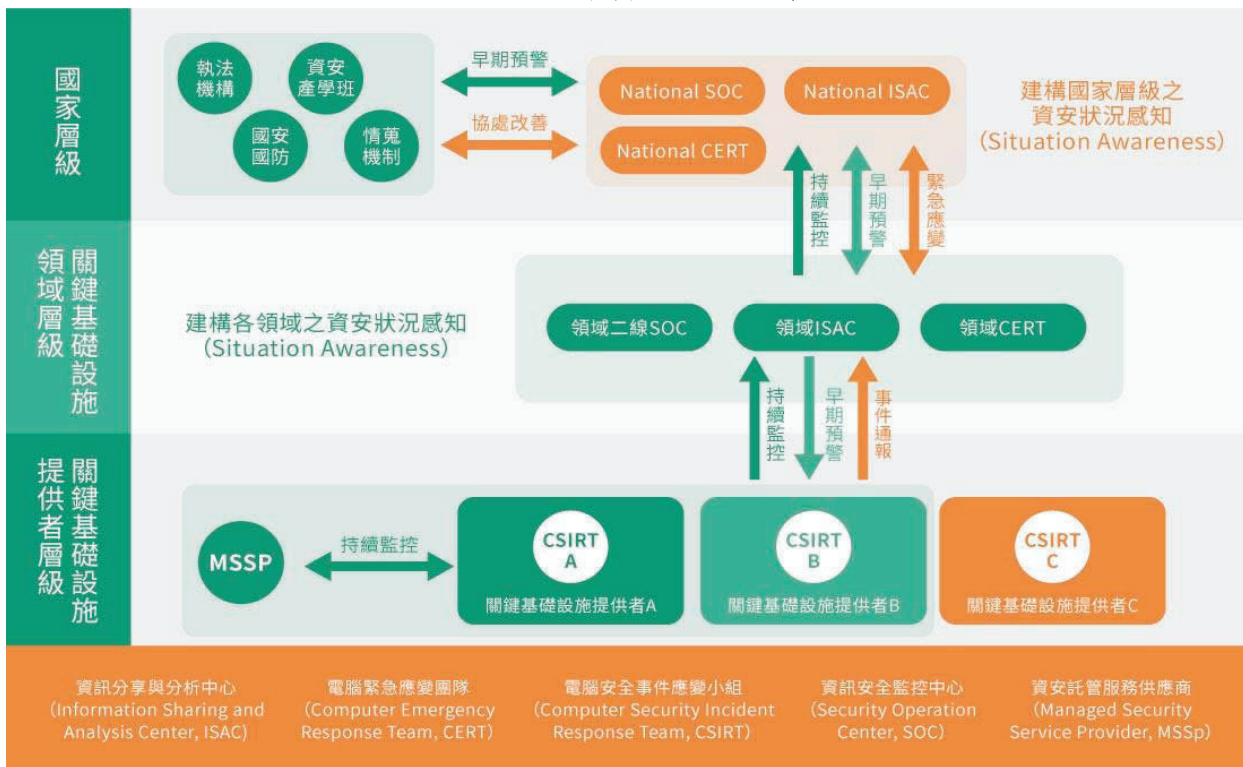 國家層級
執法
機構
資安
產學班
國安
國防
情蒐
機制
早期預警
協處改善
National SOC
National ISAC
National CERT
建構國家層級之
資安狀況感知
(Situation Awareness)
持續監控
早期預警
緊急應變
關鍵基礎設施
領域層級
建構各領域之資安狀況感知
(Situation Awareness)
領域二線SOC
領域ISAC
領域CERT
持續監控
早期預警
事件通報
關鍵基礎設施
提供者層級
MSSP
持續監控
CSIRT
A
關鍵基礎設施提供者A
CSIRT
B
關鍵基礎設施提供者B
CSIRT
C
關鍵基礎設施提供者C
資訊分享與分析中心
(Information Sharing and
Analysis Center, ISAC)
電腦緊急應變團隊
(Computer Emergency
Response Team, CERT)
電腦安全事件應變小組
(Computer Security Incident
Response Team, CSIRT)
資訊安全監控中心
(Security Operation
Center, SOC)
資安託管服務供應商
(Managed Security
Service Provider, MSSp)